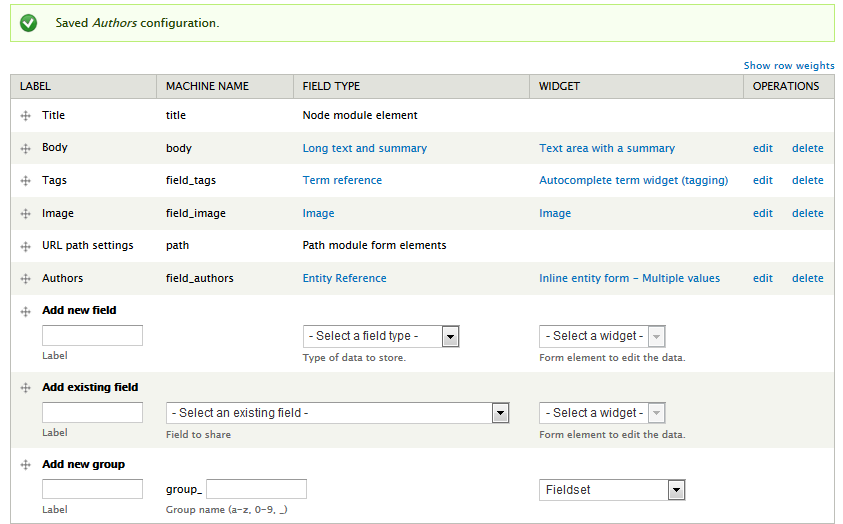 Saved Authors configuration.
Show row weights
LABEL MACHINE NAME FIELD TYPE WIDGET OPERATIONS
Title title Node module element
Body body Long text and summary Text area with a summary edit delete
Tags field_tags Term reference Autocomplete term widget (tagging) edit delete
Image field_image Image Image edit delete
URL path settings path Path module form elements
Authors field_authors Entity Reference Inline entity form - Multiple values edit delete
Add new field
- Select a field type - - Select a widget -
Label Type of data to store. Form element to edit the data.
Add existing field
- Select an existing field - - Select a widget -
Label Field to share Form element to edit the data.
Add new group
group_ Fieldset
Label Group name (a-z, 0-9, _)